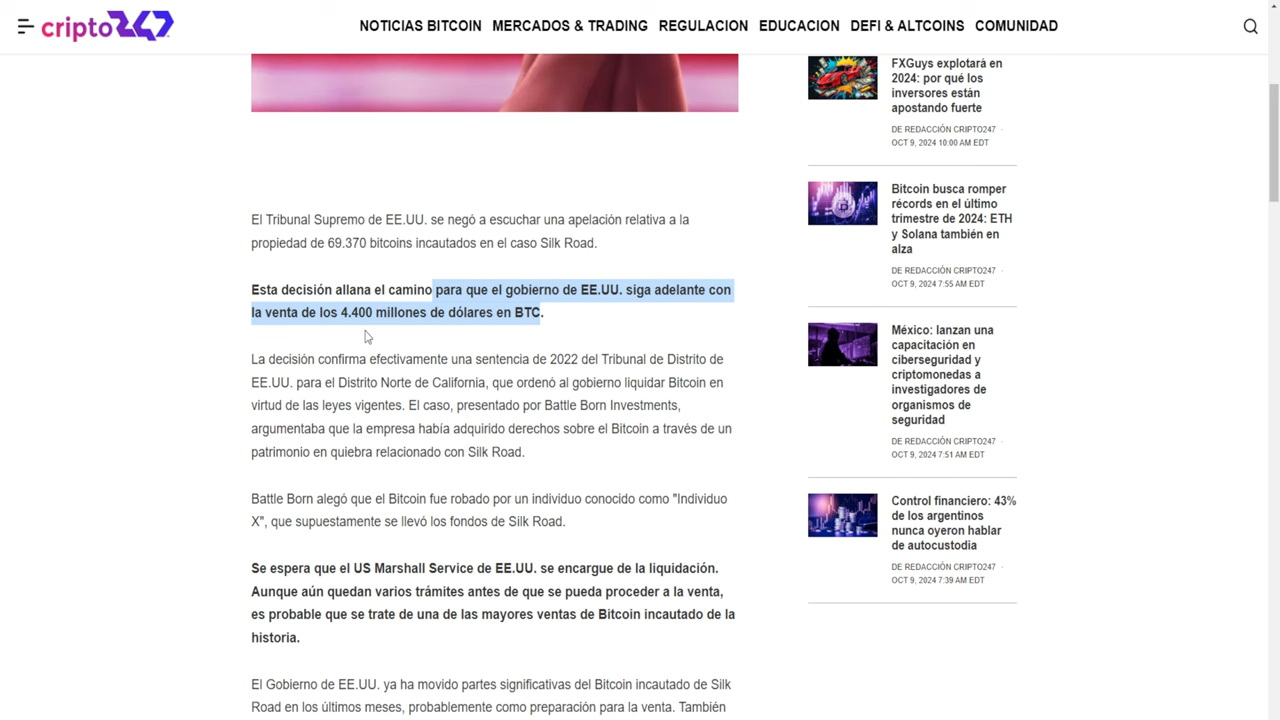 cripto247
NOTICIAS BITCOIN MERCADOS & TRADING REGULACION EDUCACION DEFI & ALTCOINS COMUNIDAD
El Tribunal Supremo de EE.UU. se negó a escuchar una apelación relativa a la
propiedad de 69.370 bitcoins incautados en el caso Silk Road.
Esta decisión allana el camino para que el gobierno de EE.UU. siga adelante con
la venta de los 4.400 millones de dólares en BTC.
La decisión confirma efectivamente una sentencia de 2022 del Tribunal de Distrito de
EE.UU. para el Distrito Norte de California, que ordenó al gobierno liquidar Bitcoin en
virtud de las leyes vigentes. El caso, presentado por Battle Born Investments,
argumentaba que la empresa había adquirido derechos sobre el Bitcoin a través de un
patrimonio en quiebra relacionado con Silk Road.
Battle Born alegó que el Bitcoin fue robado por un individuo conocido como "Individuo
X", que supuestamente se llevó los fondos de Silk Road.
Se espera que el US Marshall Service de EE.UU. se encargue de la liquidación.
Aunque aún quedan varios trámites antes de que se pueda proceder a la venta,
es probable que se trate de una de las mayores ventas de Bitcoin incautado de la
historia.
El Gobierno de EE.UU. ya ha movido partes significativas del Bitcoin incautado de Silk
Road en los últimos meses, probablemente como preparación para la venta. También
FXGuys explotará en
2024: por qué los
inversores están
apostando fuerte
DE REDACCIÓN CRIPTO247 ·
OCT 9, 2024 10:00 AM EDT
Bitcoin busca romper
récords en el último
trimestre de 2024: ETH
y Solana también en
alza
DE REDACCIÓN CRIPTO247 ·
OCT 9, 2024 7:55 AM EDT
México: lanzan una
capacitación en
ciberseguridad y
criptomonedas a
investigadores de
organismos de
seguridad
DE REDACCIÓN CRIPTO247 ·
OCT 9, 2024 7:51 AM EDT
Control financiero: 43%
de los argentinos
nunca oyeron hablar
de autocustodia
DE REDACCIÓN CRIPTO247 ·
OCT 9, 2024 7:39 AM EDT